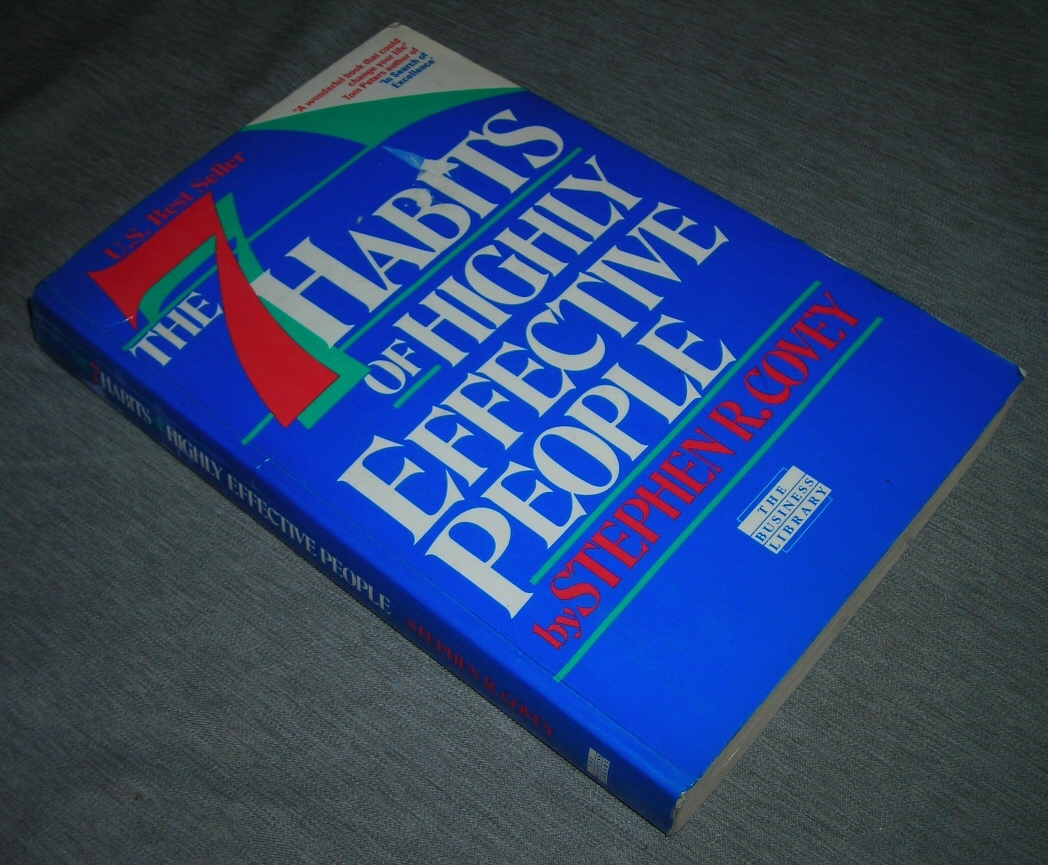 "A wonderful book that could
change your life"
Tom Peters author of
'In Search of
Excellence'
U.S. Best Seller
THE 7 HABITS
OF HIGHLY
EFFECTIVE
PEOPLE
by STEPHEN R. COVEY
THE
BUSINESS
LIBRARY
7 HABITS HIGHLY EFFECTIVE PEOPLE STEPHEN R. COVEY